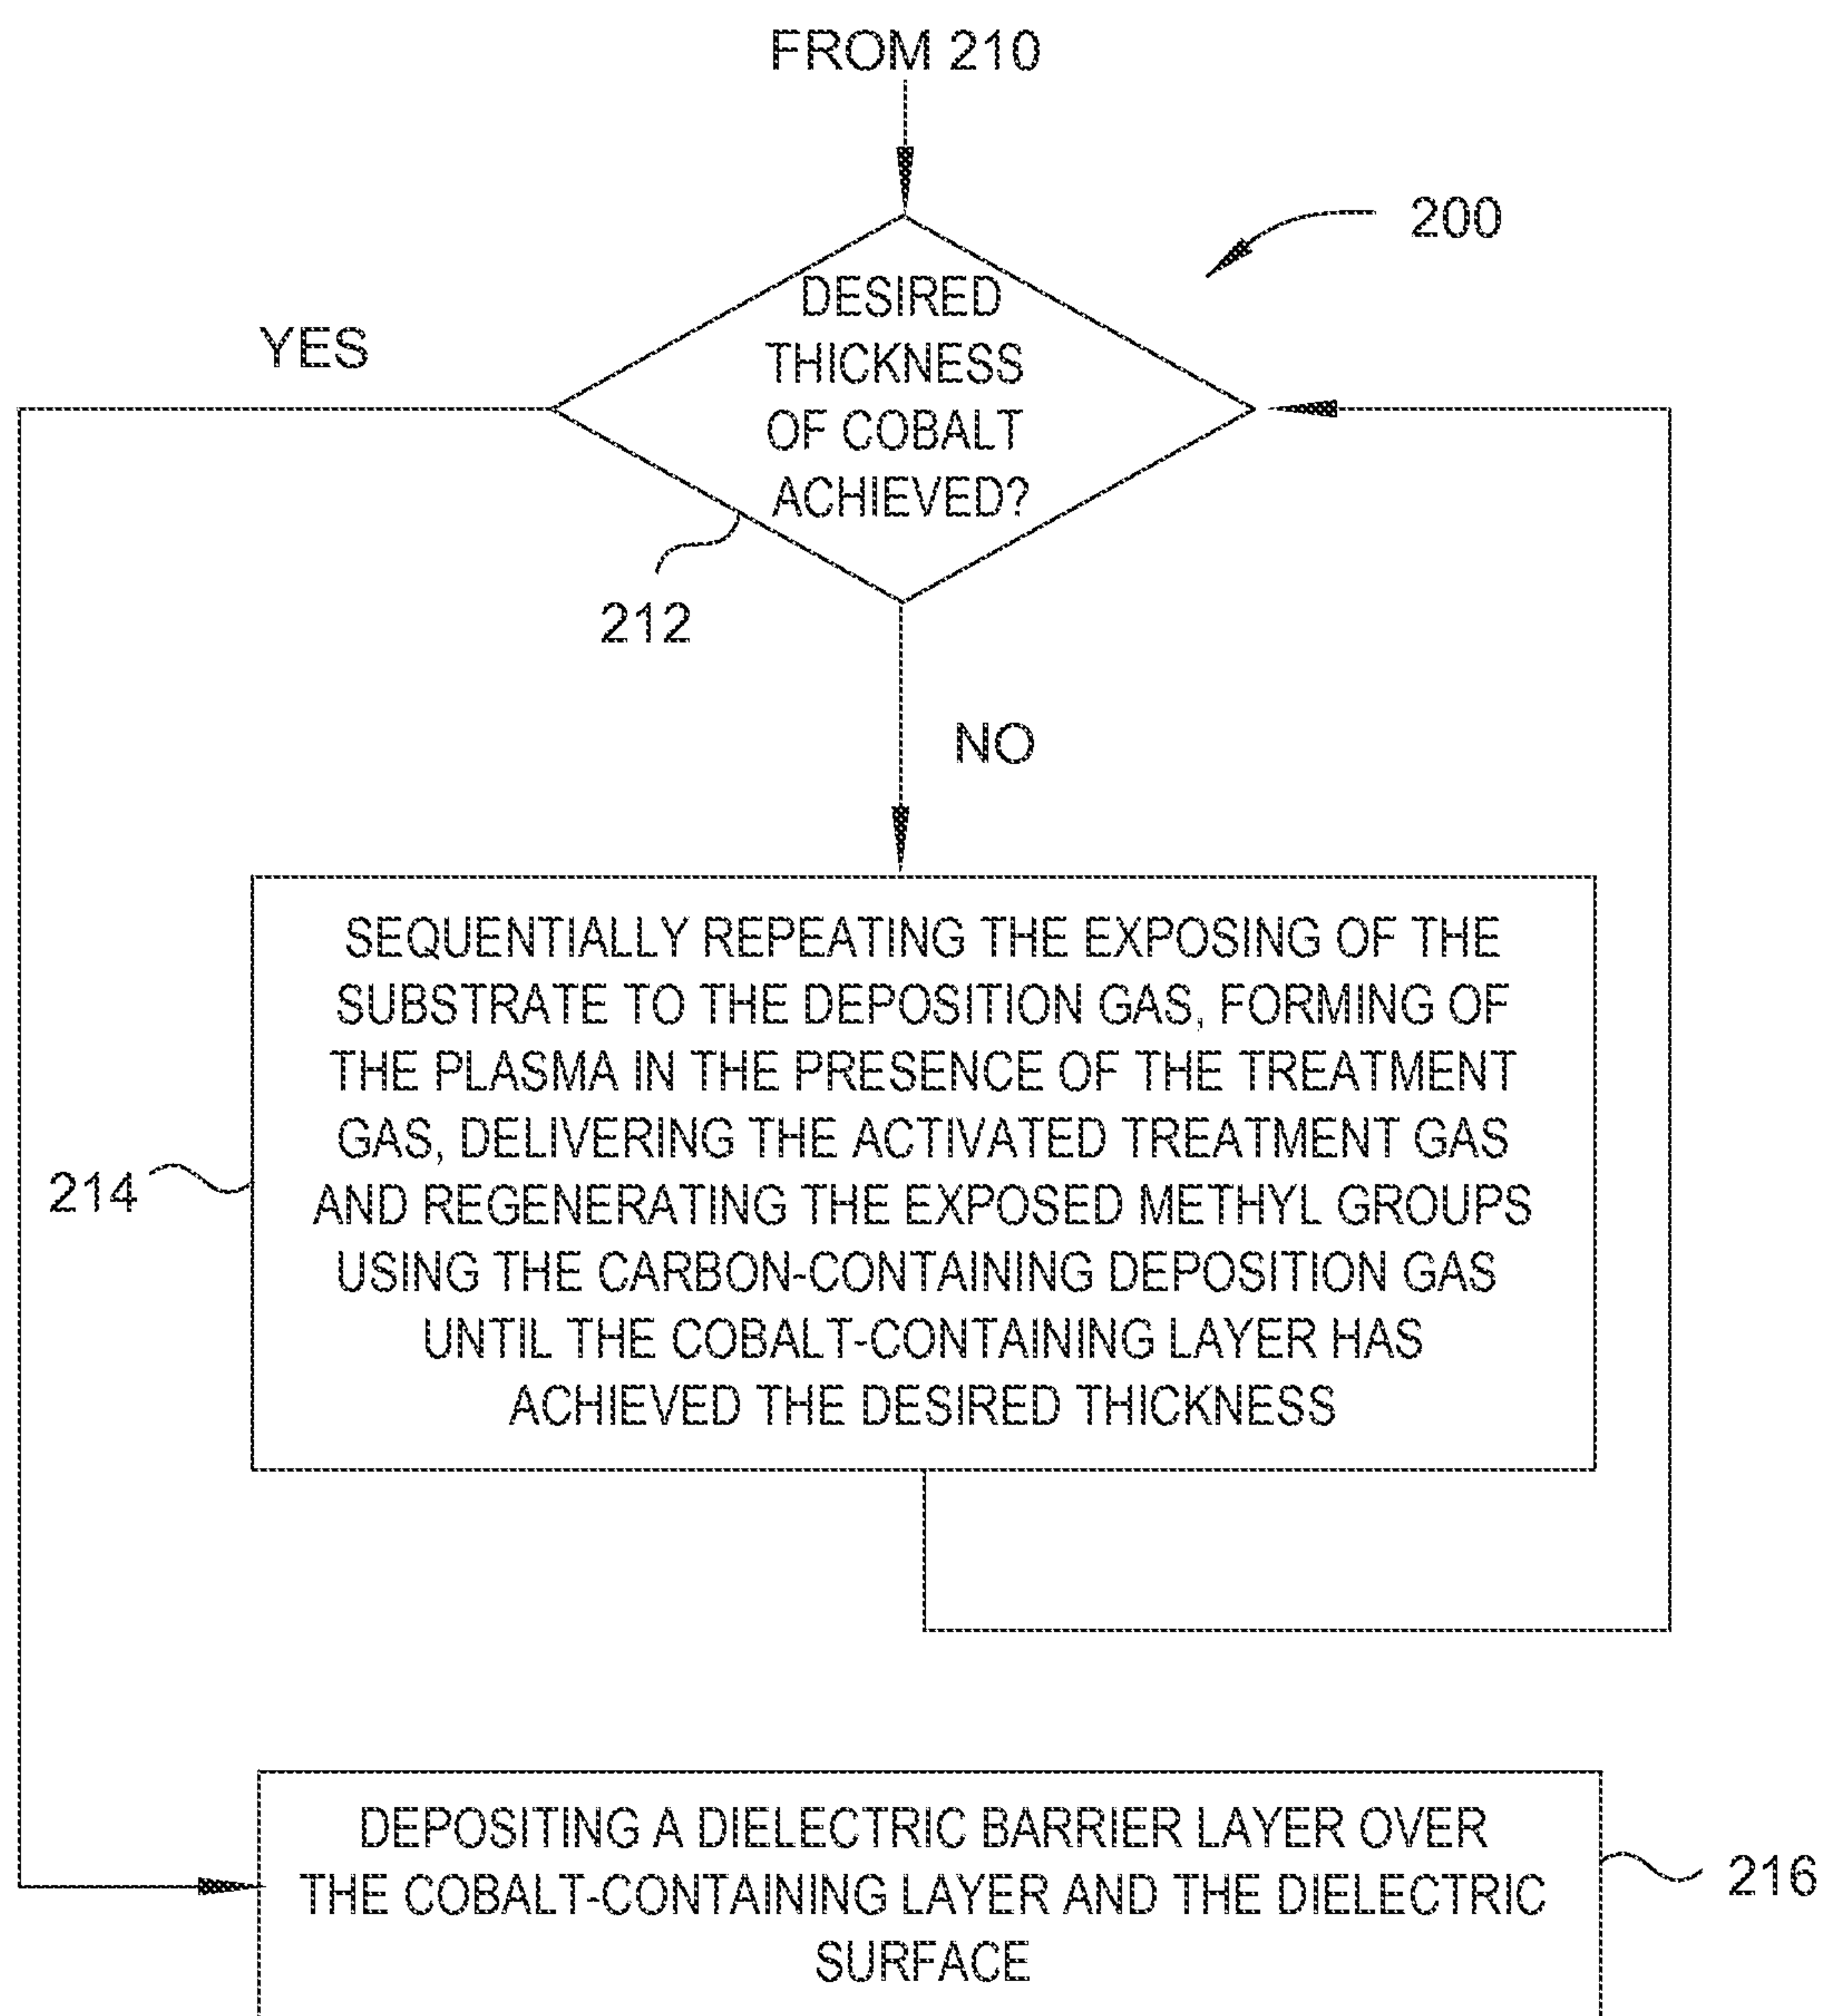 FROM 210
200
DESIRED
THICKNESS
OF COBALT
ACHIEVED?
YES
212
NO
SEQUENTIALLY REPEATING THE EXPOSING OF THE
SUBSTRATE TO THE DEPOSITION GAS, FORMING OF
THE PLASMA IN THE PRESENCE OF THE TREATMENT
GAS, DELIVERING THE ACTIVATED TREATMENT GAS
AND REGENERATING THE EXPOSED METHYL GROUPS
USING THE CARBON-CONTAINING DEPOSITION GAS
UNTIL THE COBALT-CONTAINING LAYER HAS
ACHIEVED THE DESIRED THICKNESS
214
DEPOSITING A DIELECTRIC BARRIER LAYER OVER
THE COBALT-CONTAINING LAYER AND THE DIELECTRIC
SURFACE
216